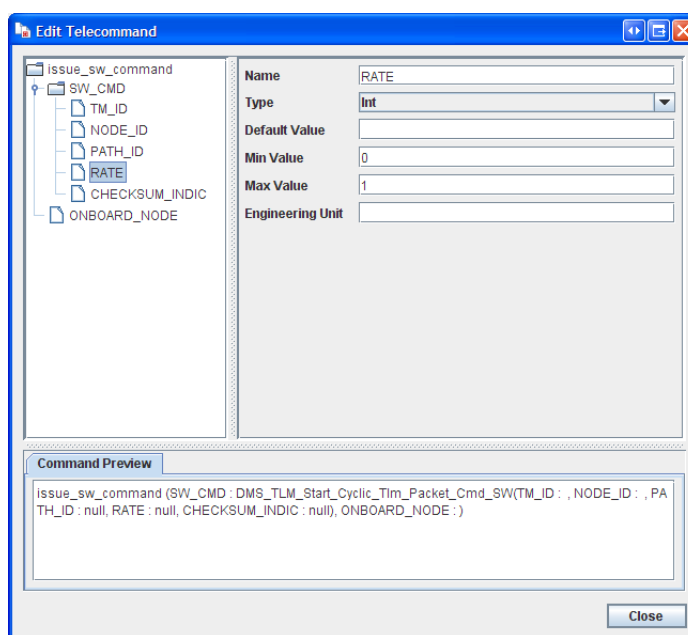 Edit Telecommand
issue_sw_command
SW_CMD
TM_ID
NODE_ID
PATH_ID
RATE
CHECKSUM_INDIC
ONBOARD_NODE
Name RATE
Type Int
Default Value
Min Value 0
Max Value 1
Engineering Unit
Command Preview
issue_sw_command (SW_CMD : DMS_TLM_Start_Cyclic_Tlm_Packet_Cmd_SW(TM_ID : , NODE_ID : , PA
TH_ID : null, RATE : null, CHECKSUM_INDIC : null), ONBOARD_NODE : )
Close